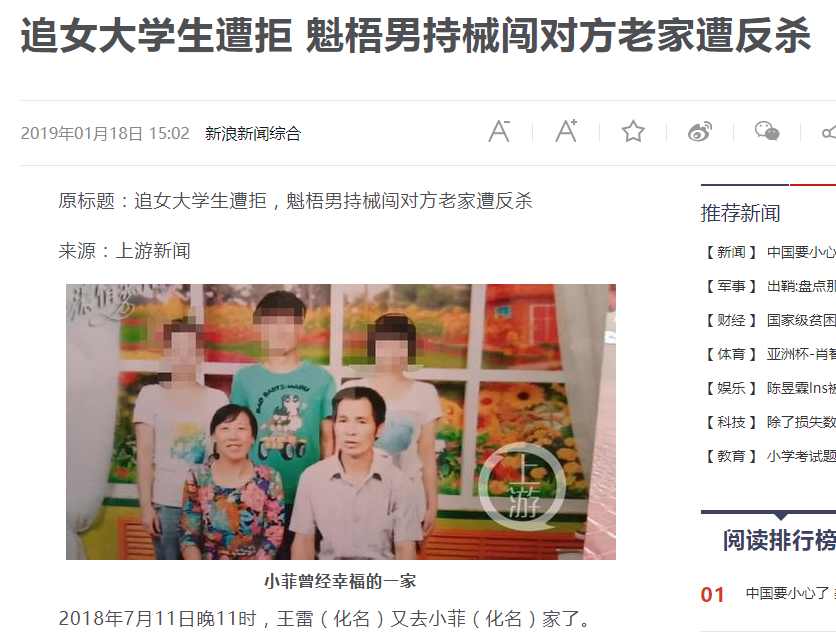 追女大学生遭拒 魁梧男持械闯对方老家遭反杀
2019年01月18日 15:02 新浪新闻综合
原标题：追女大学生遭拒，魁梧男持械闯对方老家遭反杀
来源：上游新闻
BAD BADTZ-MARU
上
游
小菲曾经幸福的一家
2018年7月11日晚11时，王雷（化名）又去小菲（化名）家了。
推荐新闻
【 新闻 】 中国要小心
【 军事 】 出鞘:盘点那
【 财经 】 国家级贫困
【 体育 】 亚洲杯-肖智
【 娱乐 】 陈昱霖Ins被
【 科技 】 除了损失数
【 教育 】 小学考试题
阅读排行榜
01 中国要小心了